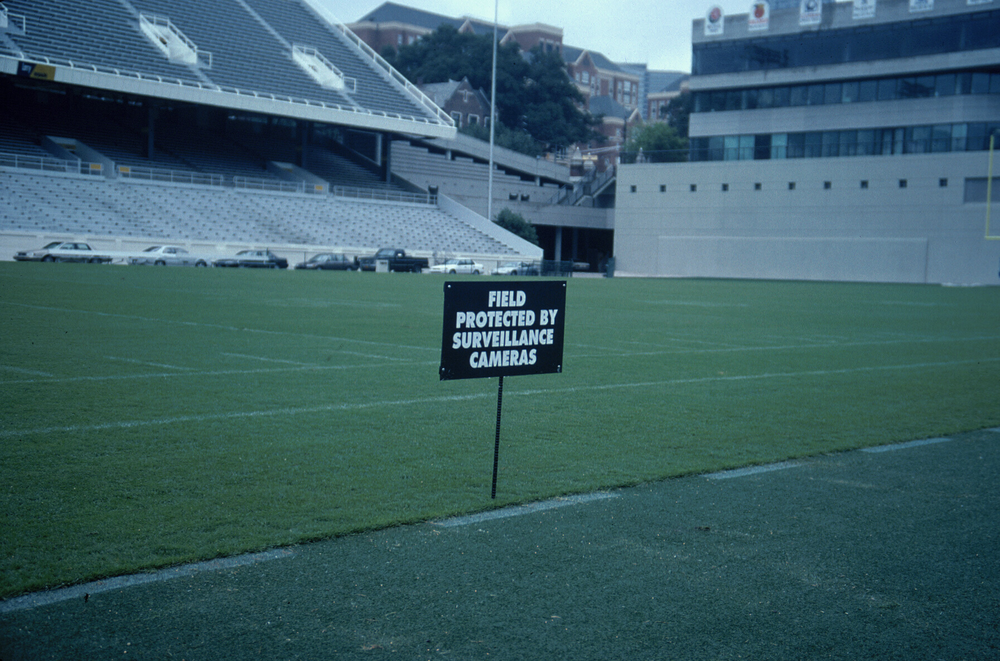 FIELD
PROTECTED BY
SURVEILLANCE
CAMERAS